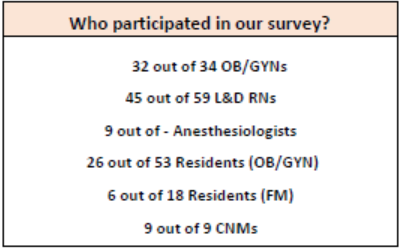 Who participated in our survey?
32 out of 34 OB/GYNs
45 out of 59 L&D RNs
9 out of - Anesthesiologists
26 out of 53 Residents (OB/GYN)
6 out of 18 Residents (FM)
9 out of 9 CNMs